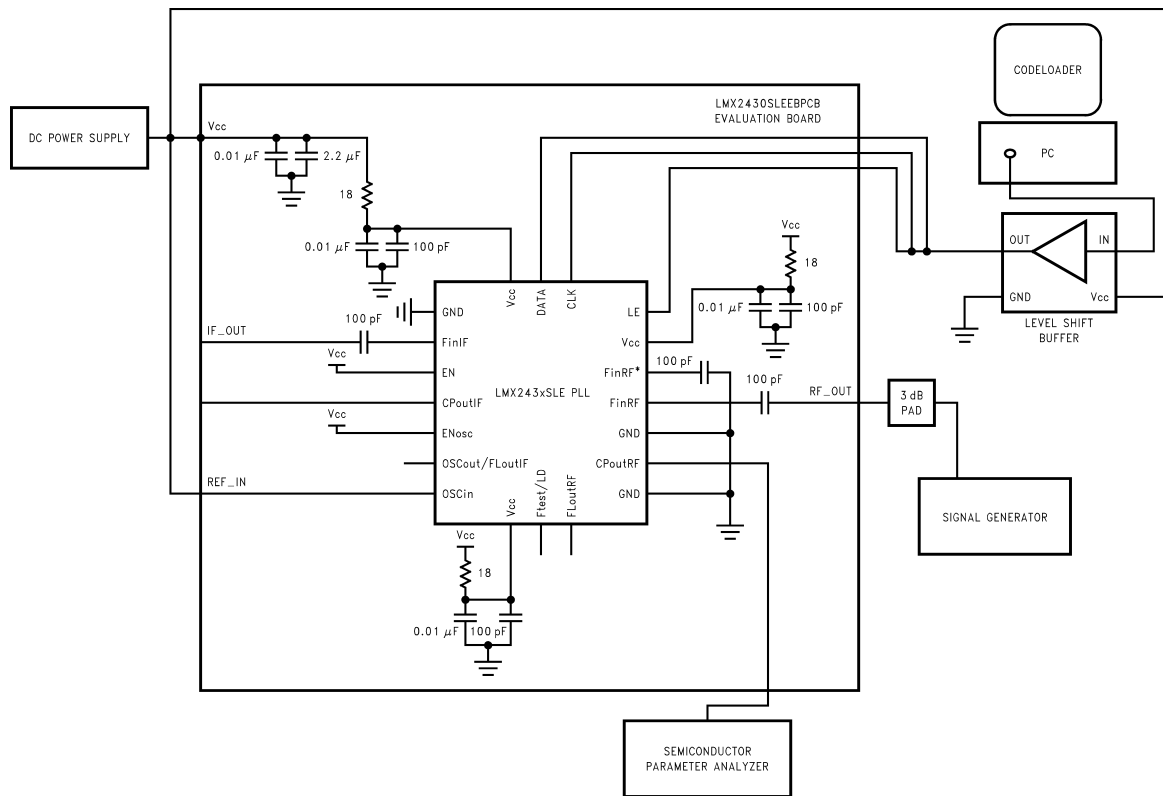 CODELOADER
LMX2430SLEEBPCB
EVALUATION BOARD
DC POWER SUPPLY
Vcc
0.01 μF
2.2 μF
PC
18
OUT
IN
GND
Vcc
LEVEL SHIFT
BUFFER
0.01 μF
100 pF
Vcc
18
0.01 μF
100 pF
Vcc
DATA
CLK
GND
LE
100 pF
IF_OUT
FinIF
Vcc
Vcc
EN
FinRF*
100 pF
LMX243xSLE PLL
100 pF
RF_OUT
3 dB
PAD
CPoutIF
FinRF
Vcc
ENosc
GND
OSCout/FLoutIF
CPoutRF
REF_IN
OSCin
GND
Vcc
Ftest/LD
FLoutRF
SIGNAL GENERATOR
Vcc
18
0.01 μF
100 pF
SEMICONDUCTOR
PARAMETER ANALYZER